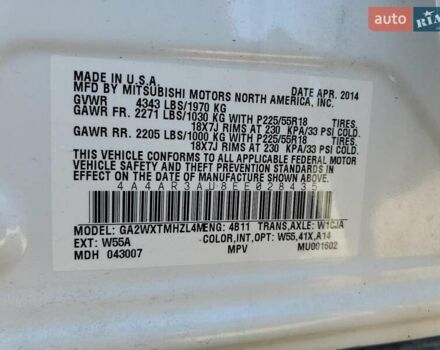 auto RIA
MADE IN U.S.A. DATE APR. 2014
MFD BY MITSUBISHI MOTORS NORTH AMERICA, INC.
GVWR 4343 LBS/1970 KG
GAWR FR. 2271 LBS/1030 KG WITH P225/55R18
18X7J RIMS AT 230 KPA/33 PSI COLD.
GAWR RR. 2205 LBS/1000 KG WITH P225/55R18
18X7J RIMS AT 230 KPA/33 PSI COLD.
THIS VEHICLE CONFORMS TO ALL APPLICABLE FEDERAL MOTOR
VEHICLE SAFETY AND THEFT PREVENTION STANDARDS IN
EFFECT ON THE DATE OF MANUFACTURE SHOWN ABOVE.
4A4AR3AU8EE028435
MODEL: GA2WXTMHZL4M ENG: 4B11 TRANS,AXLE: W1CJA
EXT: W55A COLOR,INT,OPT: W55,41X,A14
MDH 043007 MPV MU001602